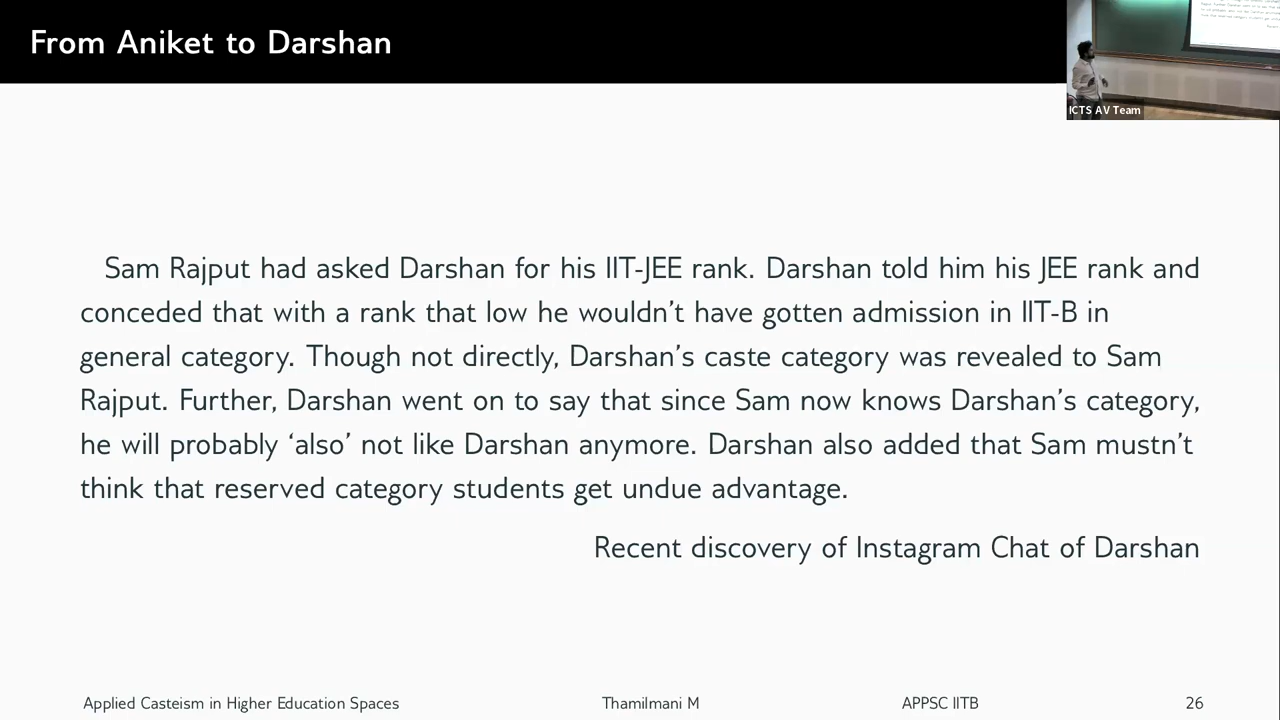 From Aniket to Darshan
ICTS AV Team
Sam Rajput had asked Darshan for his IIT-JEE rank. Darshan told him his JEE rank and
conceded that with a rank that low he wouldn't have gotten admission in IIT-B in
general category. Though not directly, Darshan's caste category was revealed to Sam
Rajput. Further, Darshan went on to say that since Sam now knows Darshan's category,
he will probably ‘also’ not like Darshan anymore. Darshan also added that Sam mustn't
think that reserved category students get undue advantage.
Recent discovery of Instagram Chat of Darshan
Applied Casteism in Higher Education Spaces Thamilmani M APPSC IITB 26